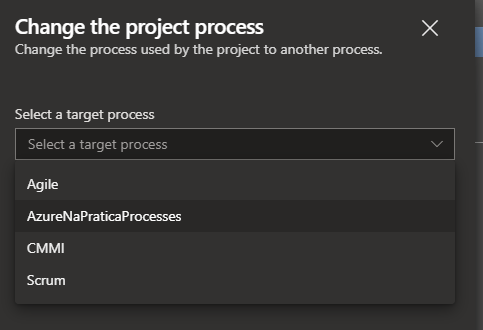 Change the project process
Change the process used by the project to another process.
Select a target process
Select a target process
Agile
AzureNaPraticaProcesses
CMMI
Scrum